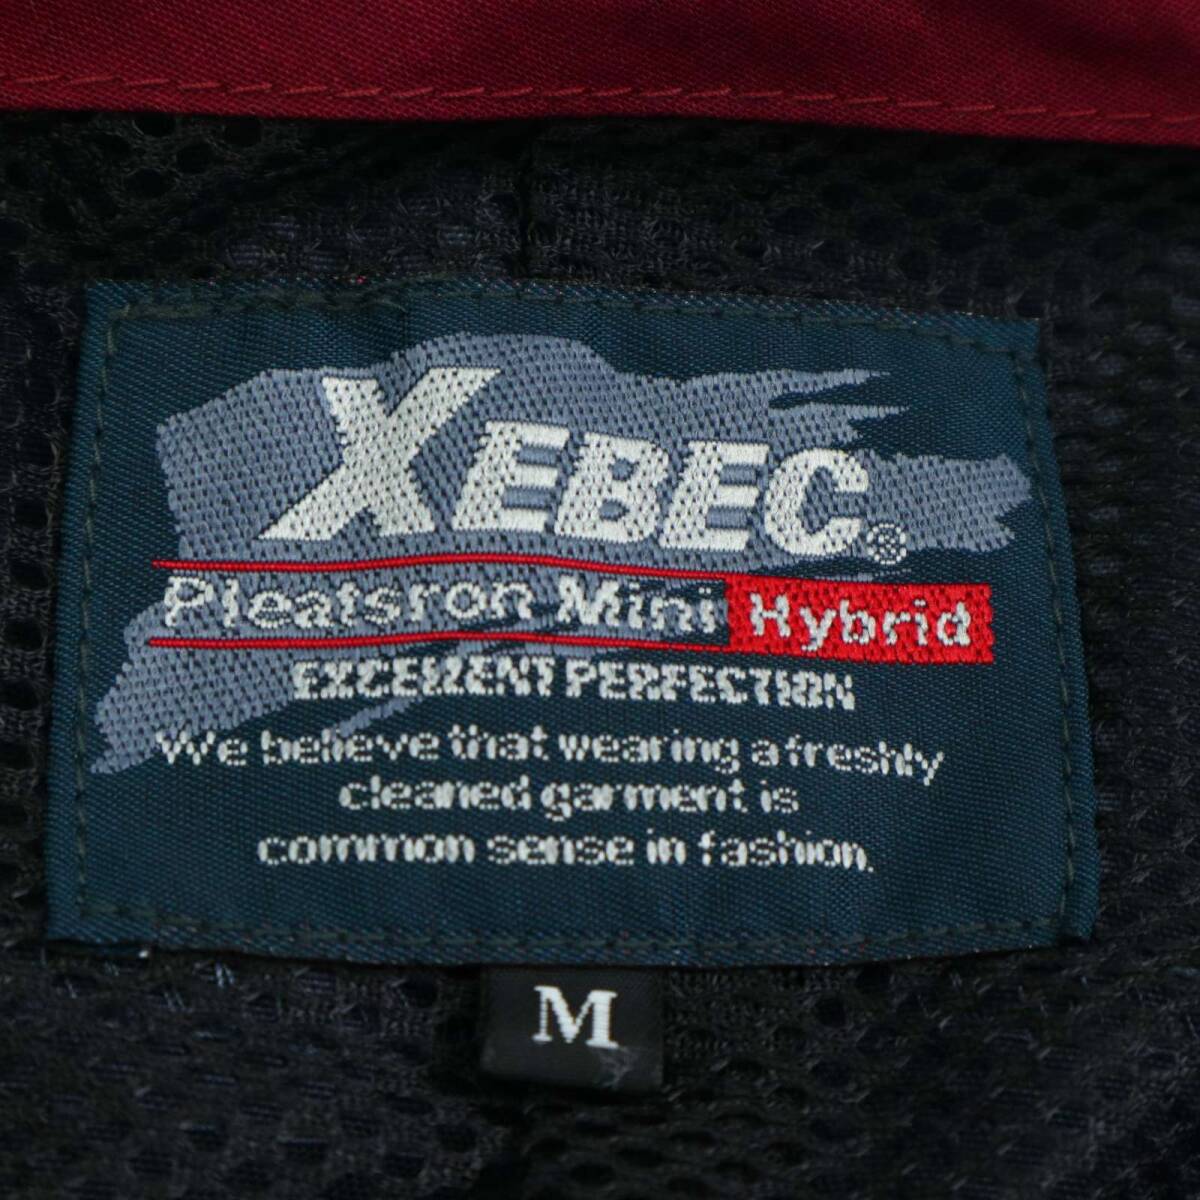 XEBEC®
Pleatsron Mini Hybrid
EXCELLENT PERFECTION
We believe that wearing a freshly
cleaned garment is
common sense in fashion.
M